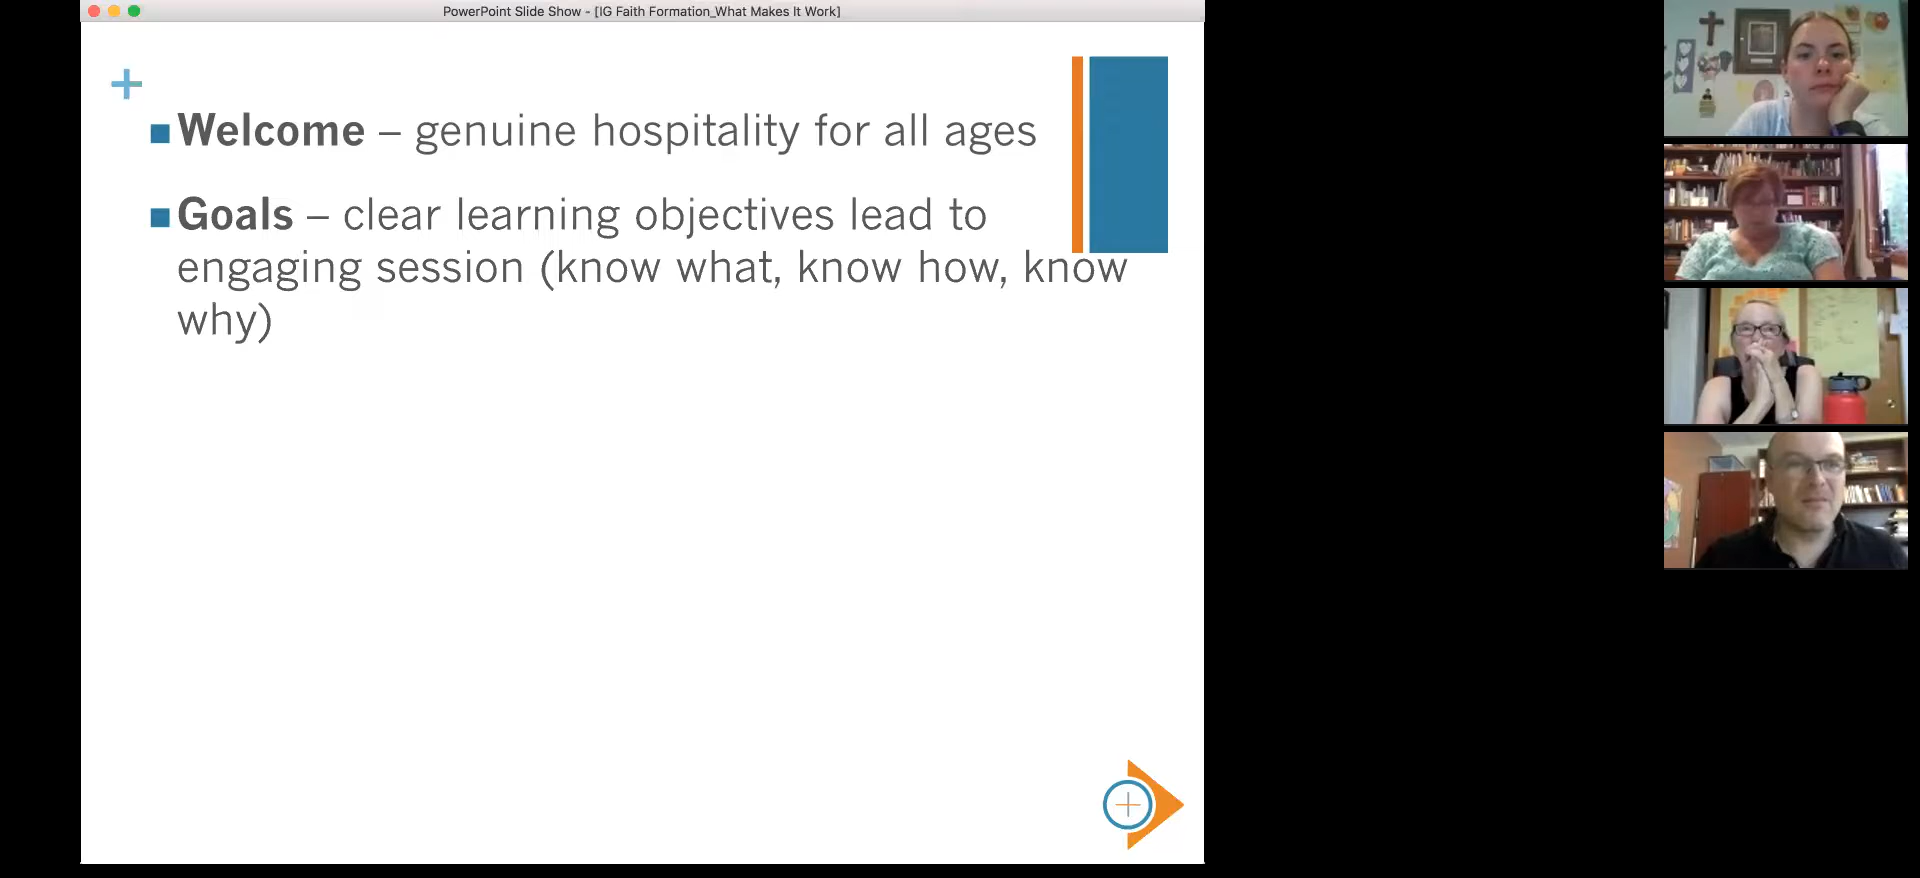 PowerPoint Slide Show - [IG Faith Formation_What Makes It Work]
Welcome – genuine hospitality for all ages
Goals – clear learning objectives lead to
engaging session (know what, know how, know
why)